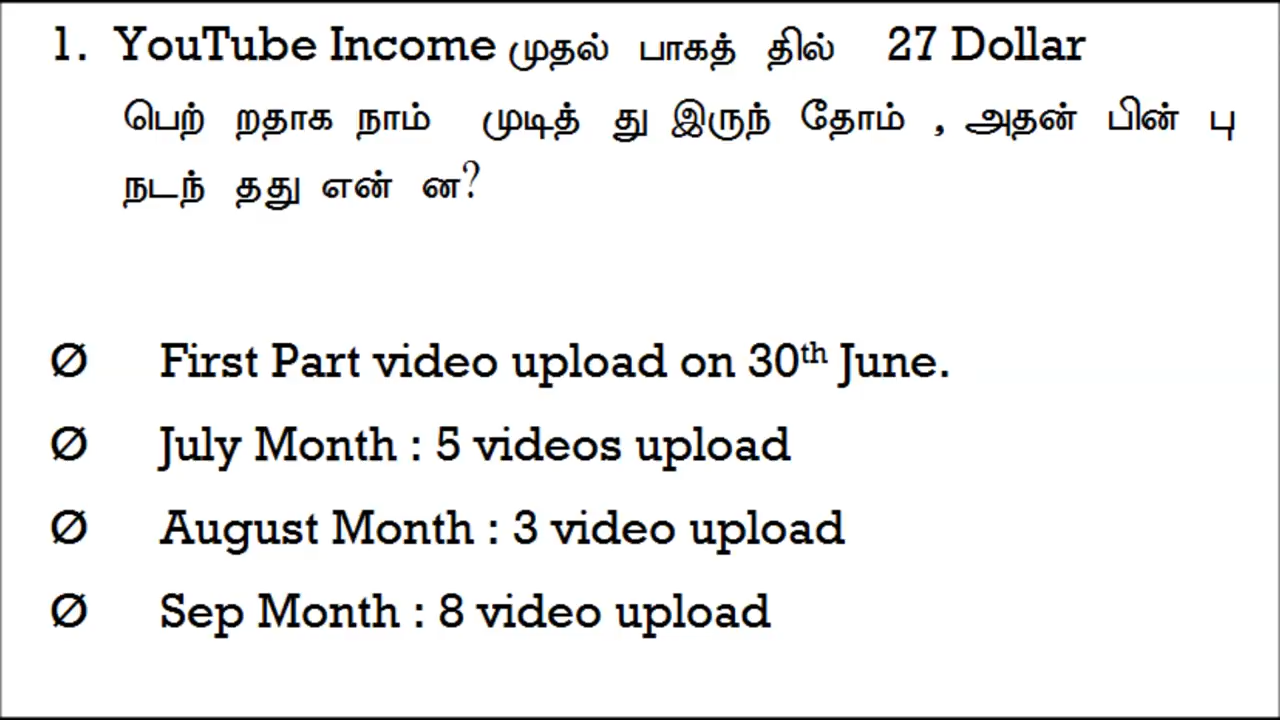 1. YouTube Income முதல் பாகத் தில் 27 Dollar
பெற் றதாக நாம் முடித் து இருந் தோம் , அதன் பின் பு
நடந் தது என் ன?
Ø First Part video upload on 30th June.
Ø July Month : 5 videos upload
Ø August Month : 3 video upload
Ø Sep Month : 8 video upload